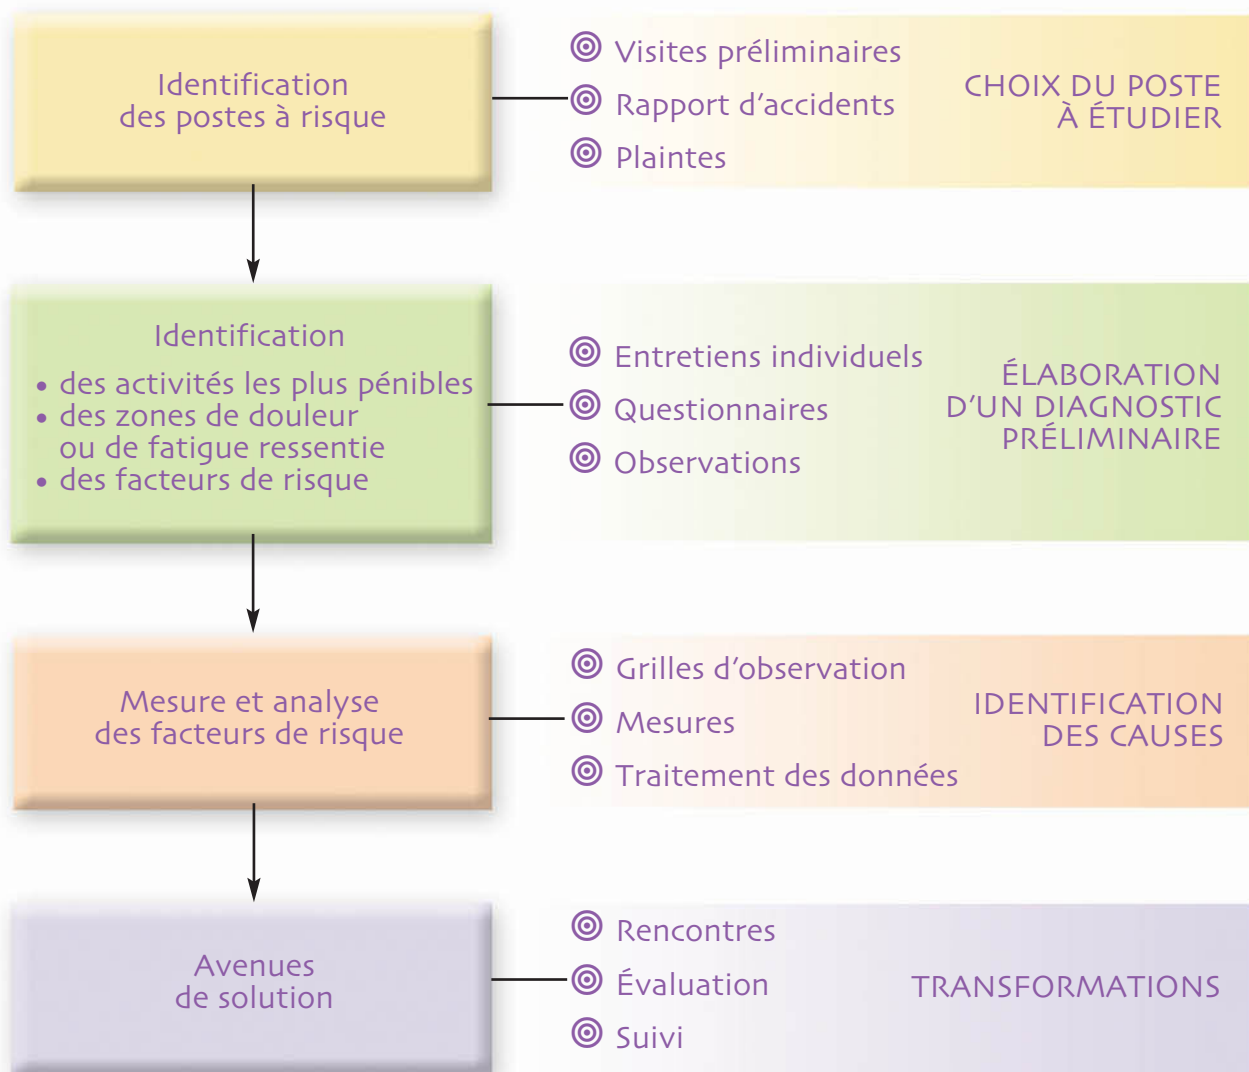 Identification
des postes à risque
Visites préliminaires
Rapport d'accidents
Plaintes
CHOIX DU POSTE
À ÉTUDIER
Identification
• des activités les plus pénibles
• des zones de douleur
ou de fatigue ressentie
• des facteurs de risque
Entretiens individuels
Questionnaires
Observations
ÉLABORATION
D'UN DIAGNOSTIC
PRÉLIMINAIRE
Mesure et analyse
des facteurs de risque
Grilles d'observation
Mesures
Traitement des données
IDENTIFICATION
DES CAUSES
Avenues
de solution
Rencontres
Évaluation
Suivi
TRANSFORMATIONS